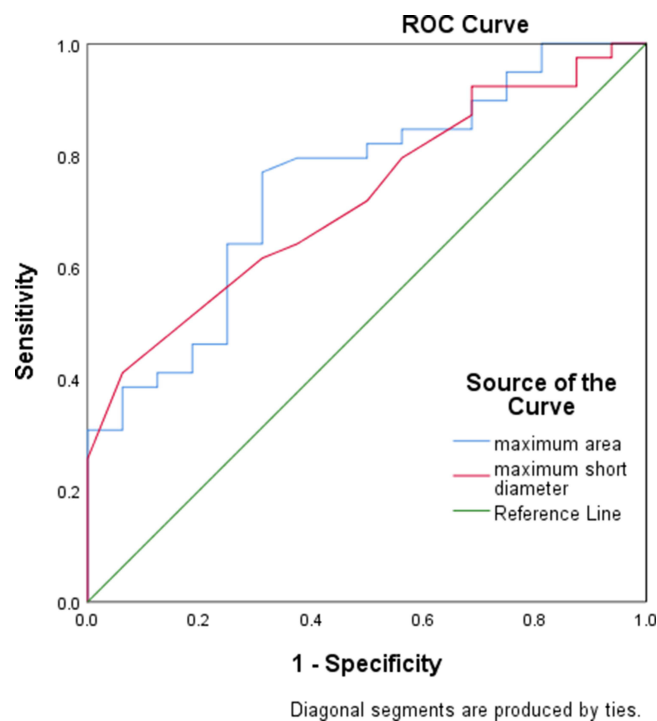 ROC Curve
1.0
0.8
0.6
0.4
0.2
0.0
Sensitivity
0.0
0.2
0.4
0.6
0.8
1.0
1 - Specificity
Source of the
Curve
maximum area
maximum short
diameter
Reference Line
Diagonal segments are produced by ties.